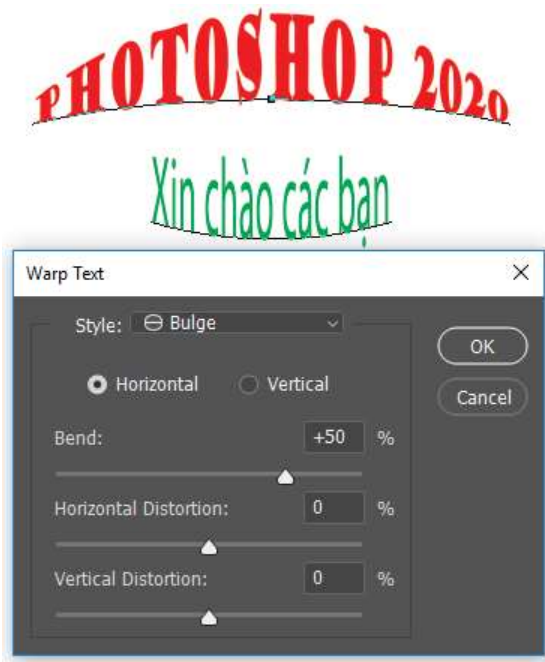 PHOTOSHOP 2020
Xin chào các bạn
Warp Text
Style: Bulge
OK
Horizontal Vertical
Cancel
Bend: +50 %
Horizontal Distortion: 0 %
Vertical Distortion: 0 %